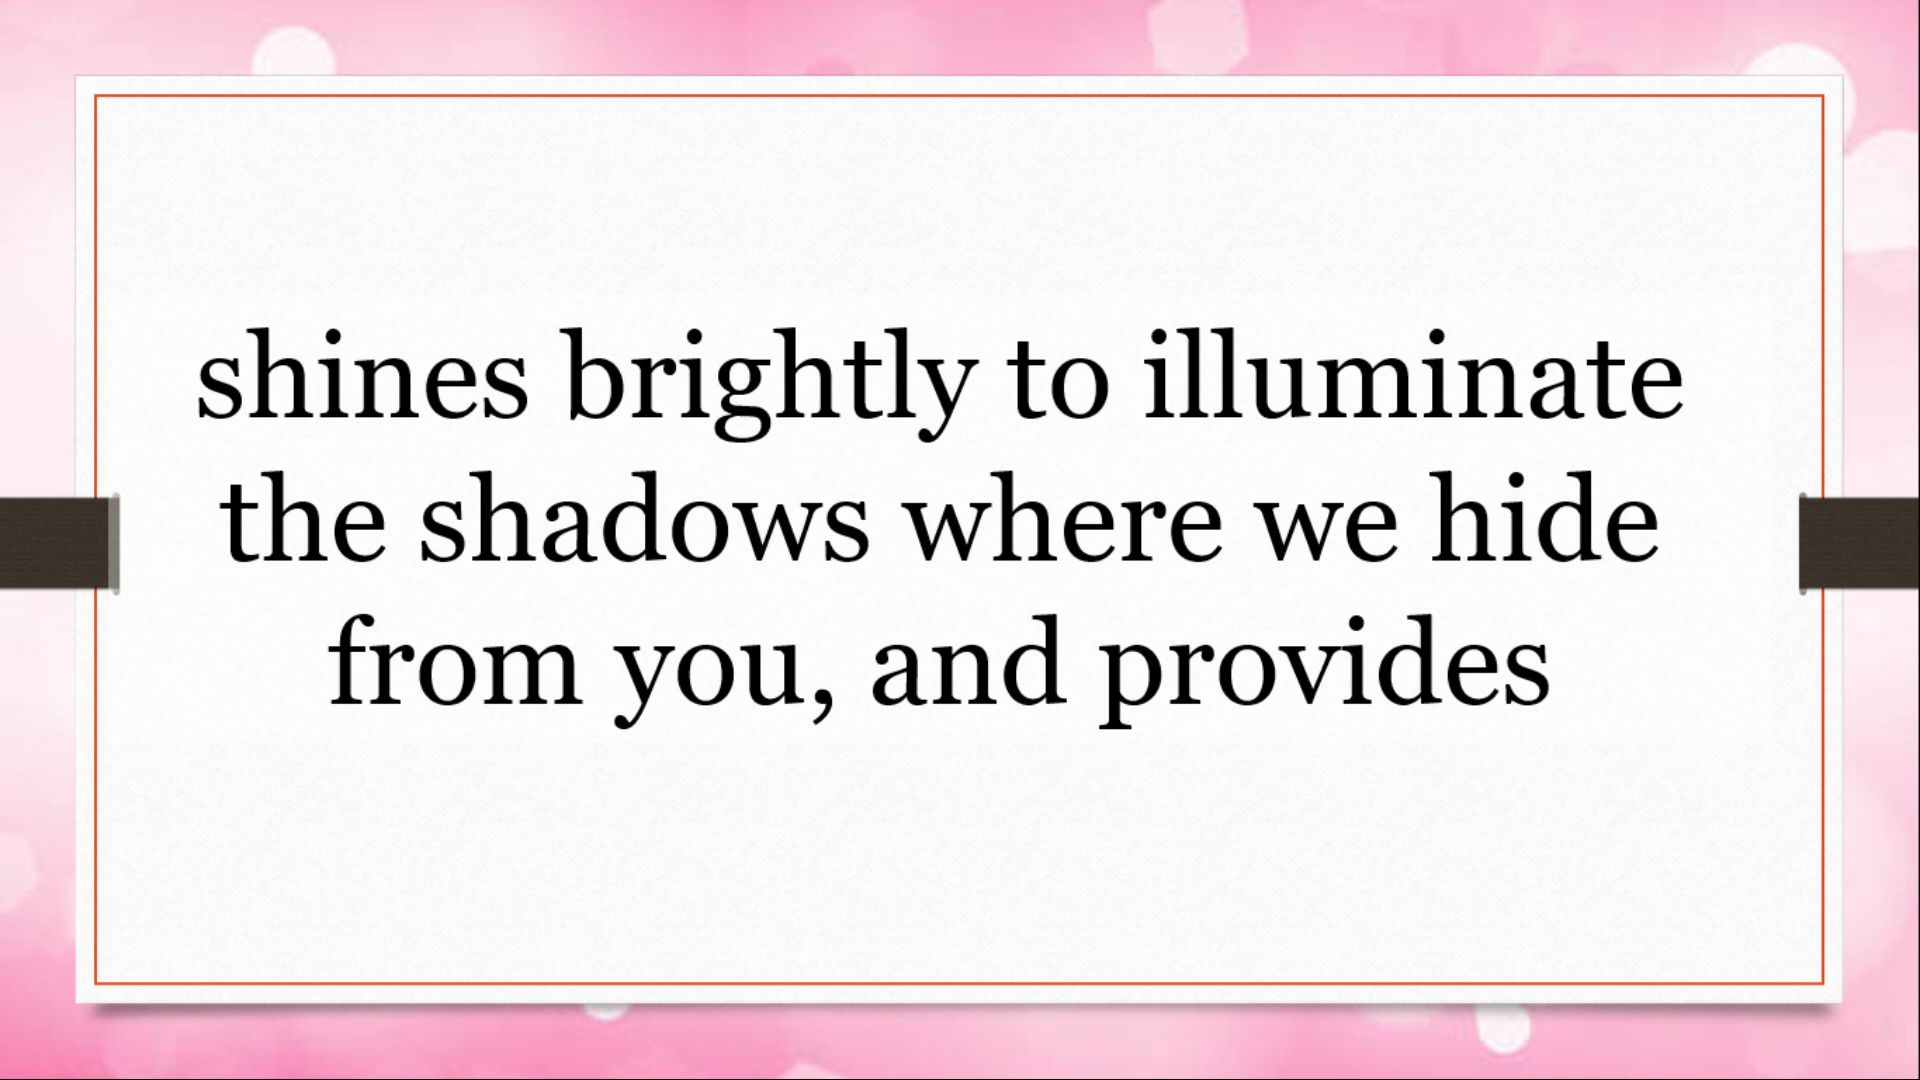 shines brightly to illuminate
the shadows where we hide
from you, and provides